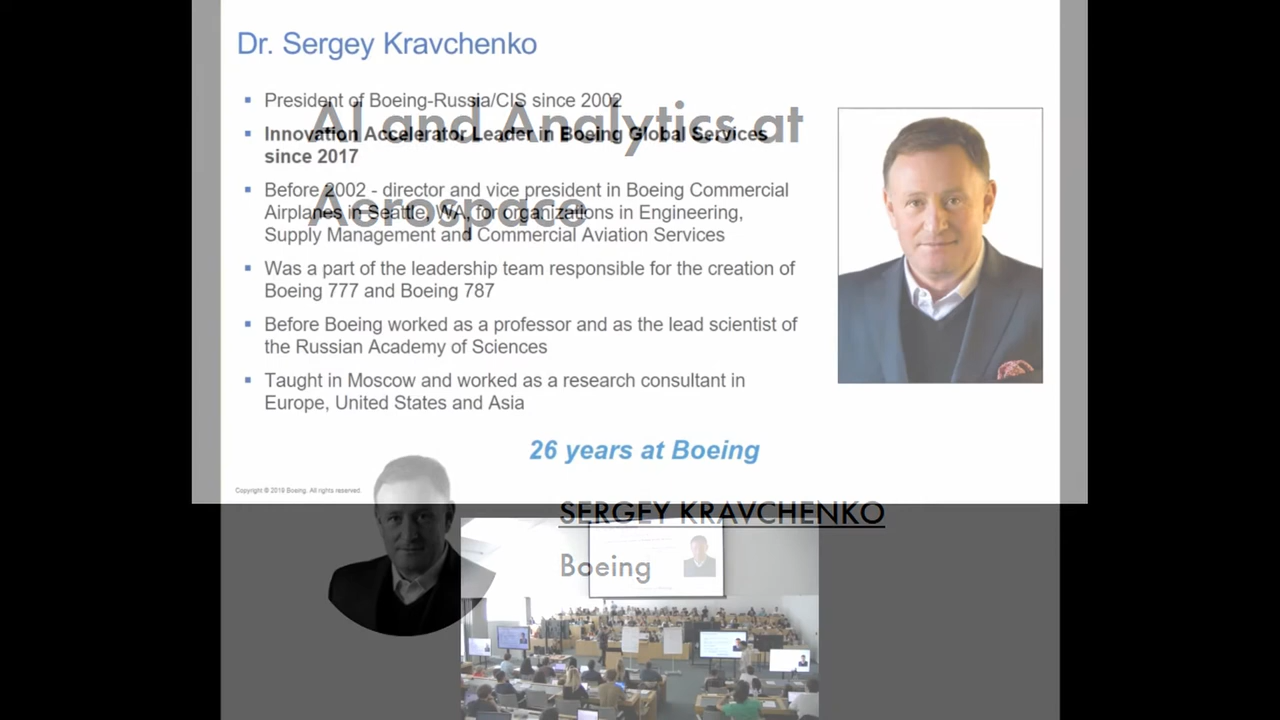 Dr. Sergey Kravchenko
President of Boeing-Russia/CIS since 2002
AI and Analytics at
Innovation Accelerator Leader in Boeing Global Services
since 2017
Before 2002 - director and vice president in Boeing Commercial
Aerospace
Airplanes in Seattle, WA, for organizations in Engineering,
Supply Management and Commercial Aviation Services
Was a part of the leadership team responsible for the creation of
Boeing 777 and Boeing 787
Before Boeing worked as a professor and as the lead scientist of
the Russian Academy of Sciences
Taught in Moscow and worked as a research consultant in
Europe, United States and Asia
26 years at Boeing
Copyright © 2019 Boeing. All rights reserved.
SERGEY KRAVCHENKO
Boeing